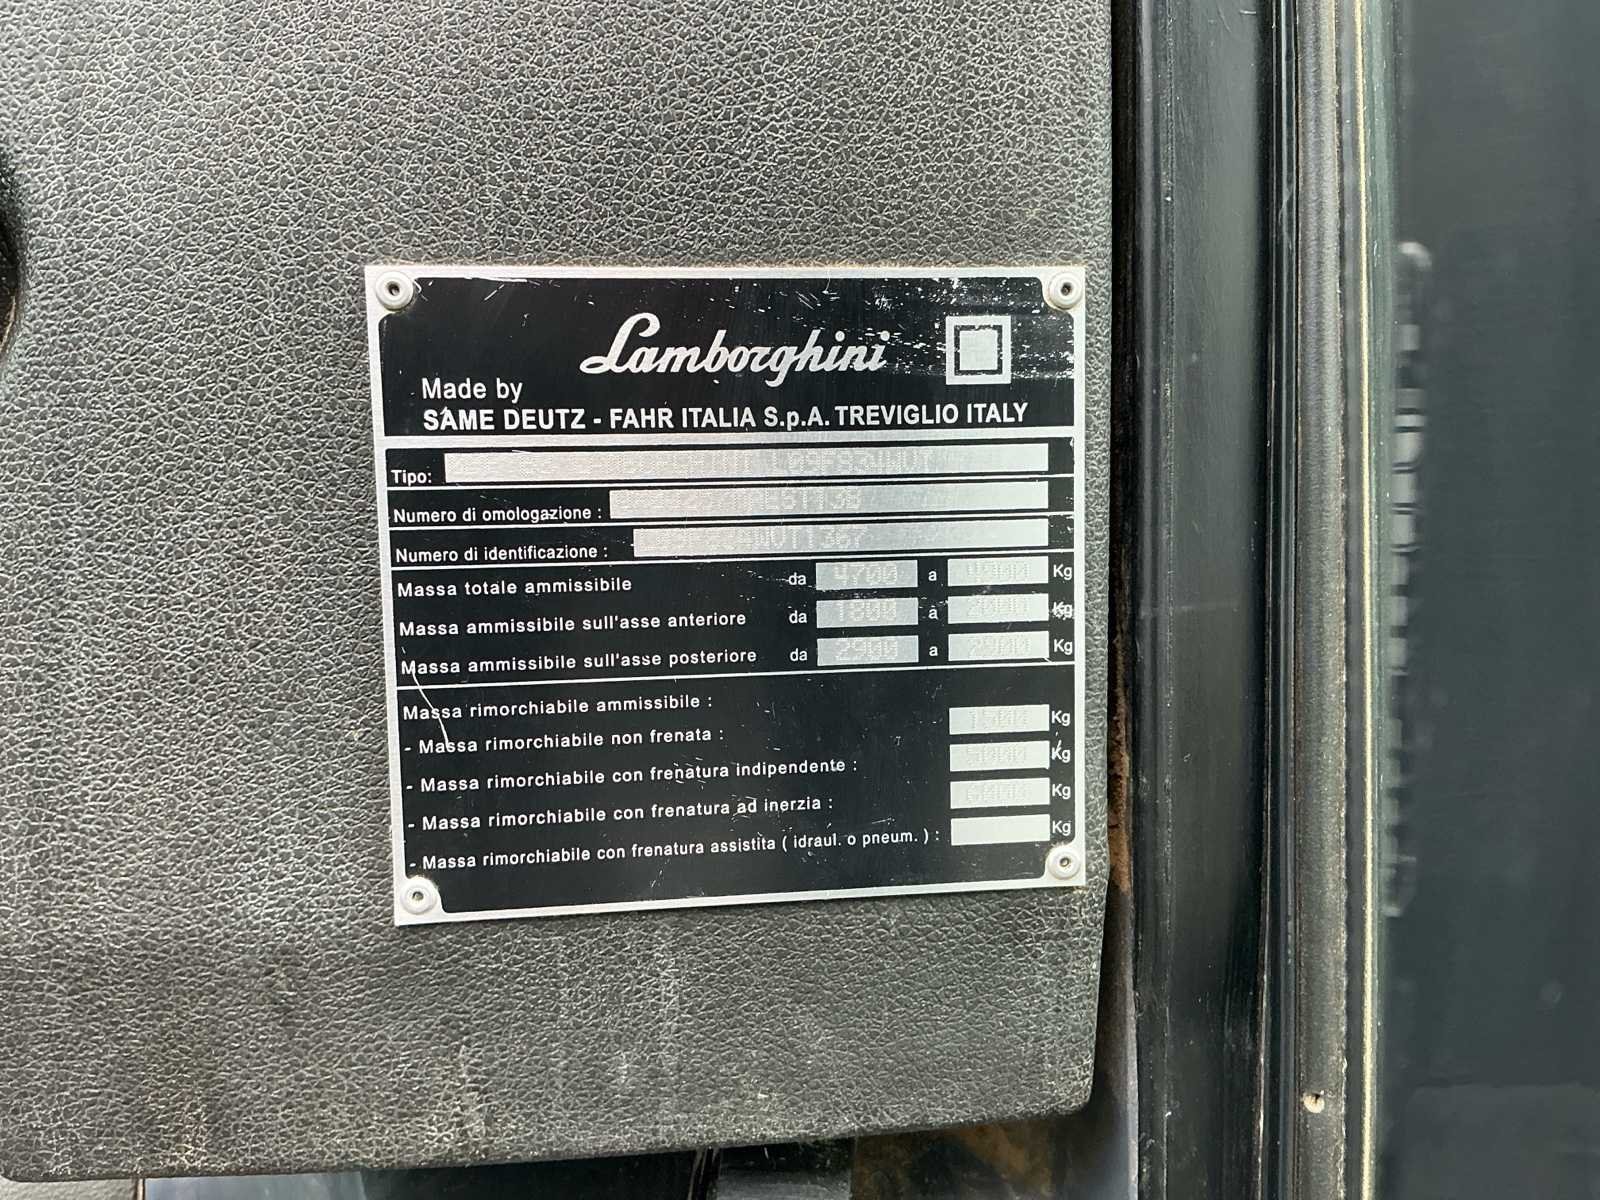 Lamborghini
Made by
SAME DEUTZ - FAHR ITALIA S.p.A. TREVIGLIO ITALY
Tipo:
Numero di omologazione :
Numero di identificazione :
Massa totale ammissibile da 4700 a 4900 Kg
Massa ammissibile sull'asse anteriore da 1800 a 2000 Kg
Massa ammissibile sull'asse posteriore da 2900 a 2900 Kg
Massa rimorchiabile ammissibile :
- Massa rimorchiabile non frenata : 1500 Kg
- Massa rimorchiabile con frenatura indipendente : 5000 Kg
- Massa rimorchiabile con frenatura ad inerzia : 6000 Kg
- Massa rimorchiabile con frenatura assistita ( idraul. o pneum. ) : Kg